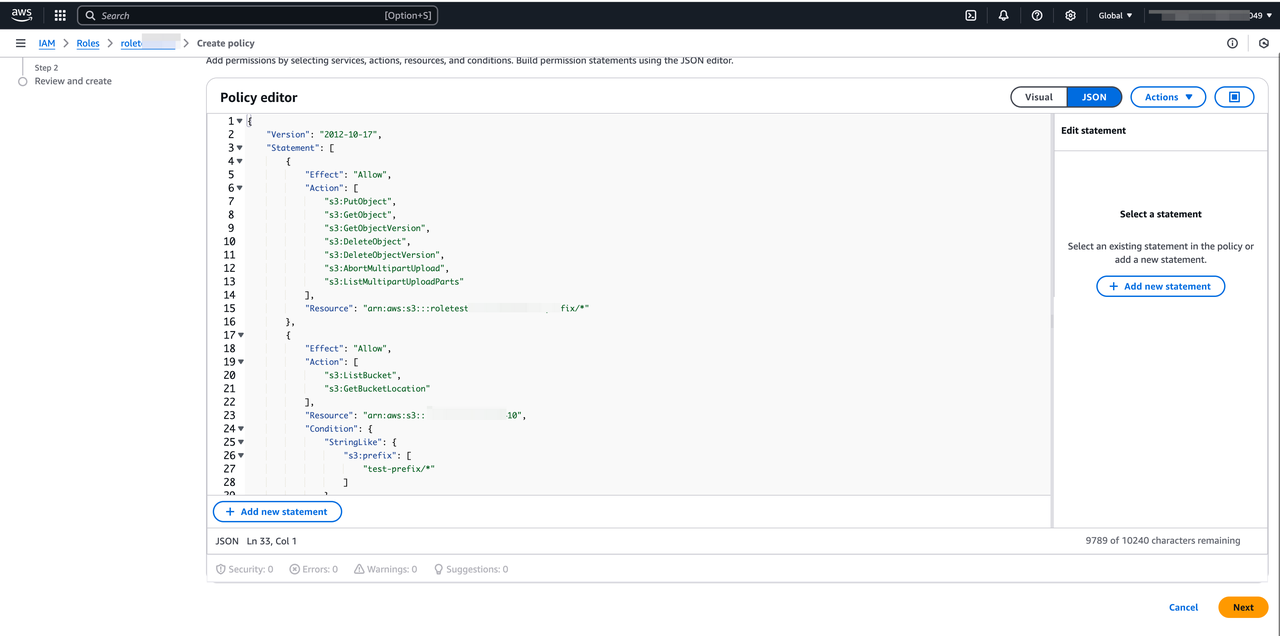 aws
Search [Option+S] Global 049
IAM Roles rolet Create policy
Step 2
Review and create
Add permissions by selecting services, actions, resources, and conditions. Build permission statements using the JSON editor.
Policy editor
Visual JSON Actions
1 {
2 "Version": "2012-10-17",
3 "Statement": [
4 {
5 "Effect": "Allow",
6 "Action": [
7 "s3:PutObject",
8 "s3:GetObject",
9 "s3:GetObjectVersion",
10 "s3:DeleteObject",
11 "s3:DeleteObjectVersion",
12 "s3:AbortMultipartUpload",
13 "s3:ListMultipartUploadParts"
14 ],
15 "Resource": "arn:aws:s3:::roletest fix/*"
16 },
17 {
18 "Effect": "Allow",
19 "Action": [
20 "s3:ListBucket",
21 "s3:GetBucketLocation"
22 ],
23 "Resource": "arn:aws:s3:: 10",
24 "Condition": {
25 "StringLike": {
26 "s3:prefix": [
27 "test-prefix/*"
28 ]
29 }
Edit statement
Select a statement
Select an existing statement in the policy or
add a new statement.
+ Add new statement
+ Add new statement
JSON Ln 33, Col 1
9789 of 10240 characters remaining
Security: 0 Errors: 0 Warnings: 0 Suggestions: 0
Cancel Next